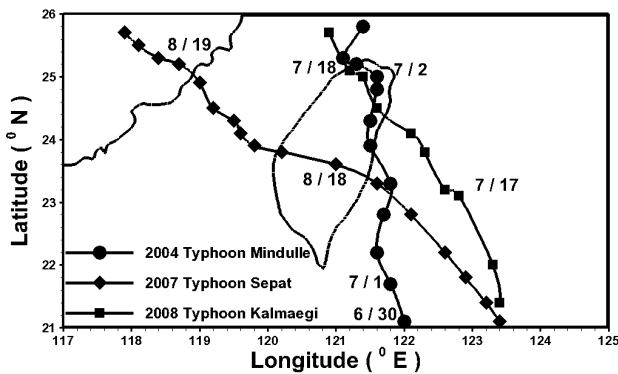 26
25
24
23
22
21
Latitude ( ° N)
8 / 19
7 / 18
7 / 2
8 / 18
7 / 17
7 / 1
6 / 30
2004 Typhoon Mindulle
2007 Typhoon Sepat
2008 Typhoon Kalmaegi
117 118 119 120 121 122 123 124 125
Longitude ( ° E )